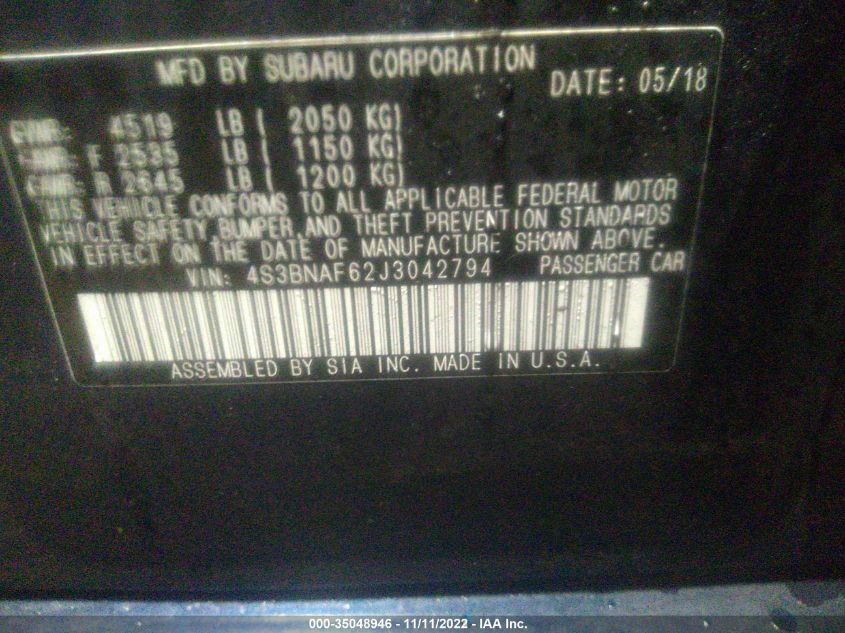 MFD BY SUBARU CORPORATION
DATE: 05/18
GVWR: 4519 LB ( 2050 KG)
GAWR: F 2535 LB ( 1150 KG)
GAWR: R 2645 LB ( 1200 KG)
THIS VEHICLE CONFORMS TO ALL APPLICABLE FEDERAL MOTOR
VEHICLE SAFETY BUMPER, AND THEFT PREVENTION STANDARDS
IN EFFECT ON THE DATE OF MANUFACTURE SHOWN ABOVE.
VIN: 4S3BNAF62J3042794 PASSENGER CAR
ASSEMBLED BY SIA INC. MADE IN U.S.A.
000-35048946 - 11/11/2022 - IAA Inc.